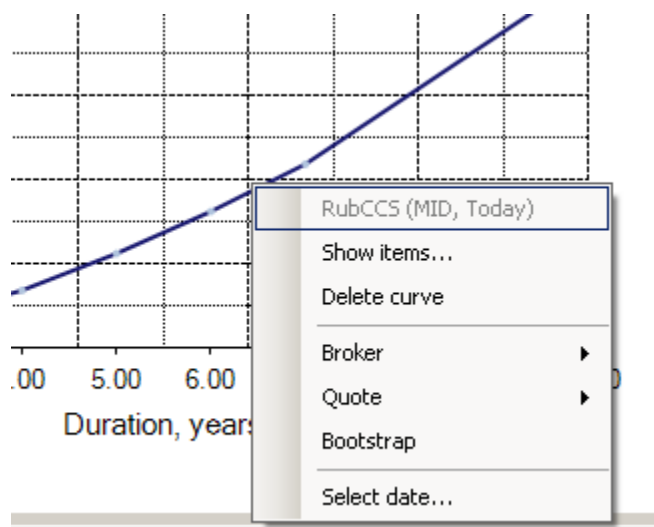 RubCCS (MID, Today)
Show items...
Delete curve
Broker
Quote
Bootstrap
Select date...
.00 5.00 6.00
Duration, years